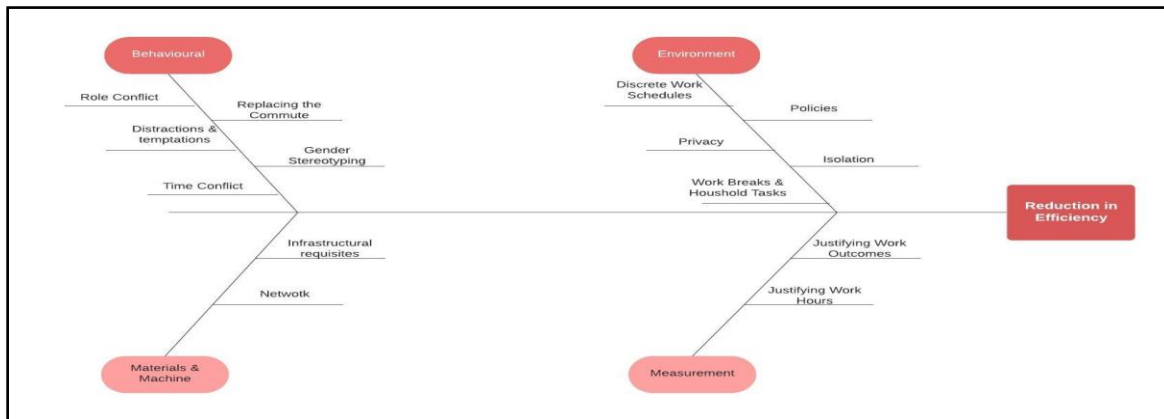 Behavioural
Role Conflict
Replacing the
Commute
Distractions &
temptations
Gender
Stereotyping
Time Conflict
Environment
Discrete Work
Schedules
Policies
Privacy
Isolation
Work Breaks &
Houshold Tasks
Reduction in
Efficiency
Infrastructural
requisites
Netwotk
Materials &
Machine
Justifying Work
Outcomes
Justifying Work
Hours
Measurement